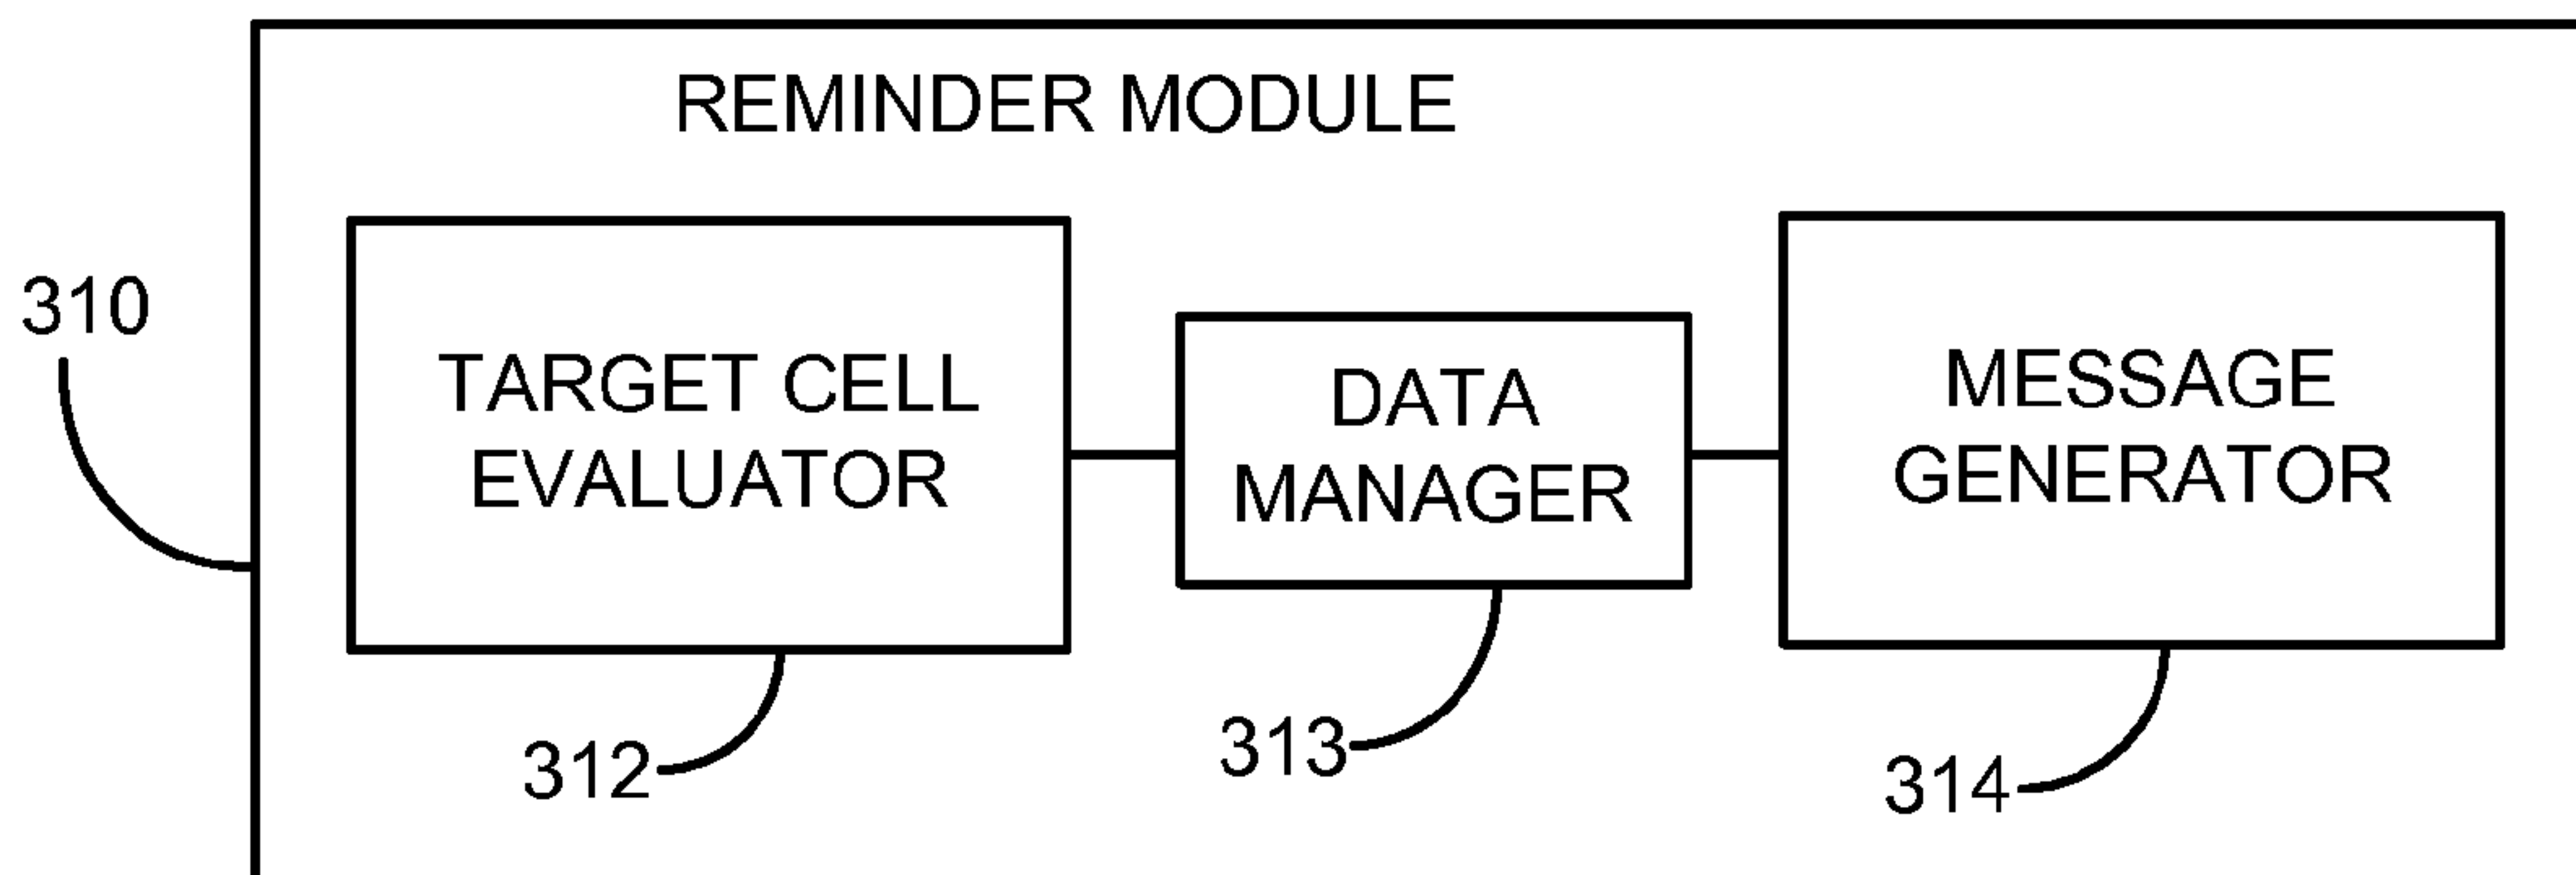 REMINDER MODULE
310
TARGET CELL
EVALUATOR
DATA
MANAGER
MESSAGE
GENERATOR
312
313
314